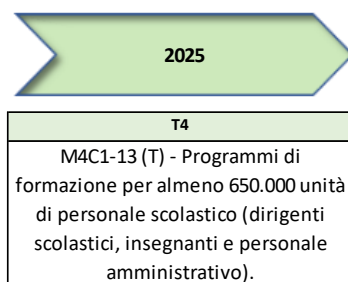 2025
T4
M4C1-13 (T) - Programmi di
formazione per almeno 650.000 unità
di personale scolastico (dirigenti
scolastici, insegnanti e personale
amministrativo).